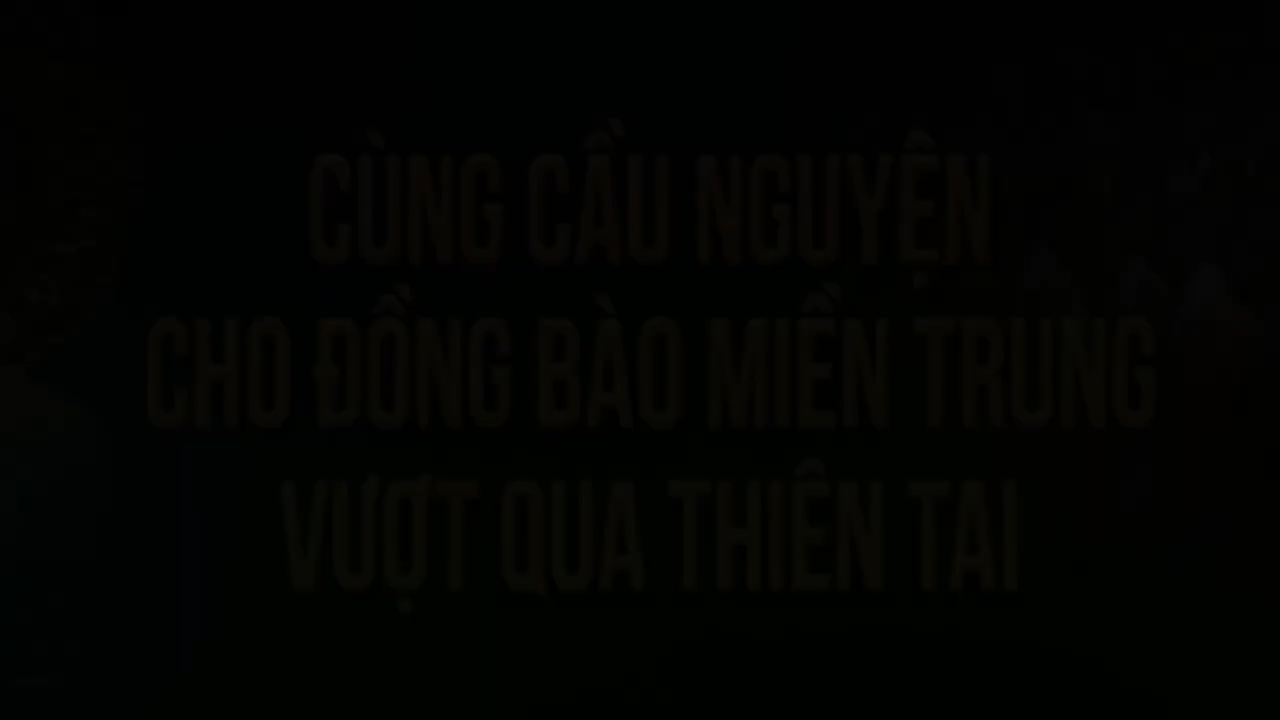 CÙNG CẦU NGUYỆN
CHO ĐỒNG BÀO MIỀN TRUNG
VƯỢT QUA THIÊN TAI